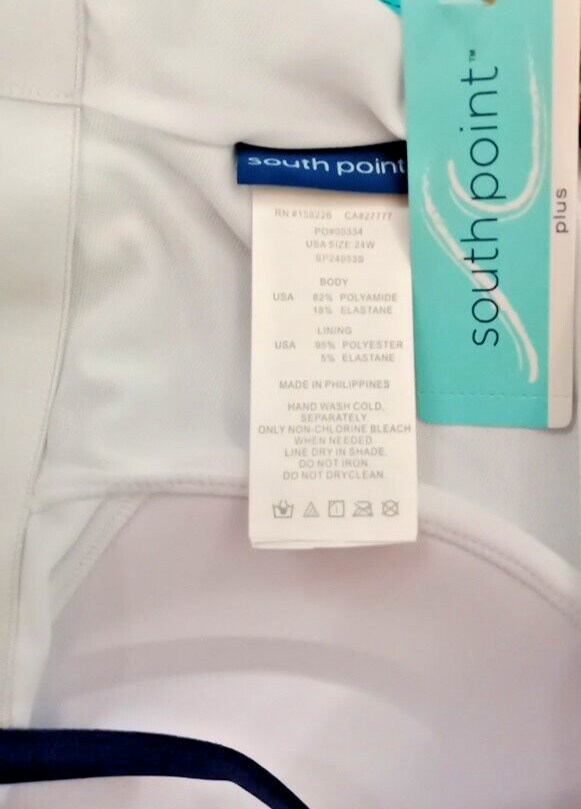 south point
RN #158226 CA#27777
PO#00334
USA SIZE 24W
SP24053S
BODY
USA 82% POLYAMIDE
18% ELASTANE
LINING
USA 95% POLYESTER
5% ELASTANE
MADE IN PHILIPPINES
HAND WASH COLD,
SEPARATELY.
ONLY NON-CHLORINE BLEACH
WHEN NEEDED.
LINE DRY IN SHADE.
DO NOT IRON.
DO NOT DRYCLEAN.
south point™
plus